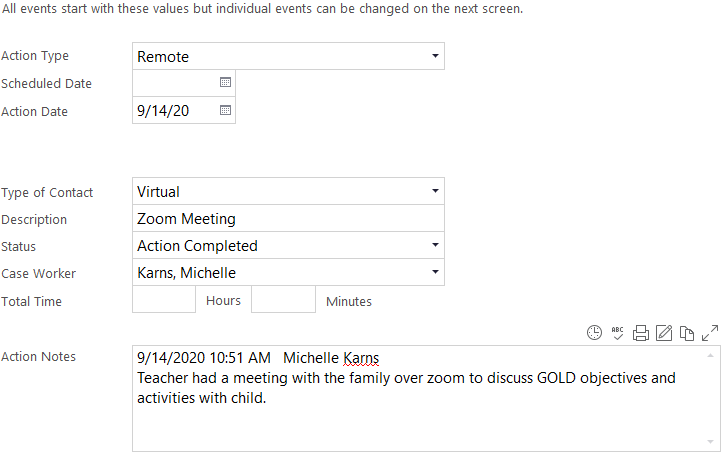 All events start with these values but individual events can be changed on the next screen.
Action Type Remote
Scheduled Date
Action Date 9/14/20
Type of Contact Virtual
Description Zoom Meeting
Status Action Completed
Case Worker Karns, Michelle
Total Time Hours Minutes
ABC
Action Notes 9/14/2020 10:51 AM Michelle Karns
Teacher had a meeting with the family over zoom to discuss GOLD objectives and
activities with child.